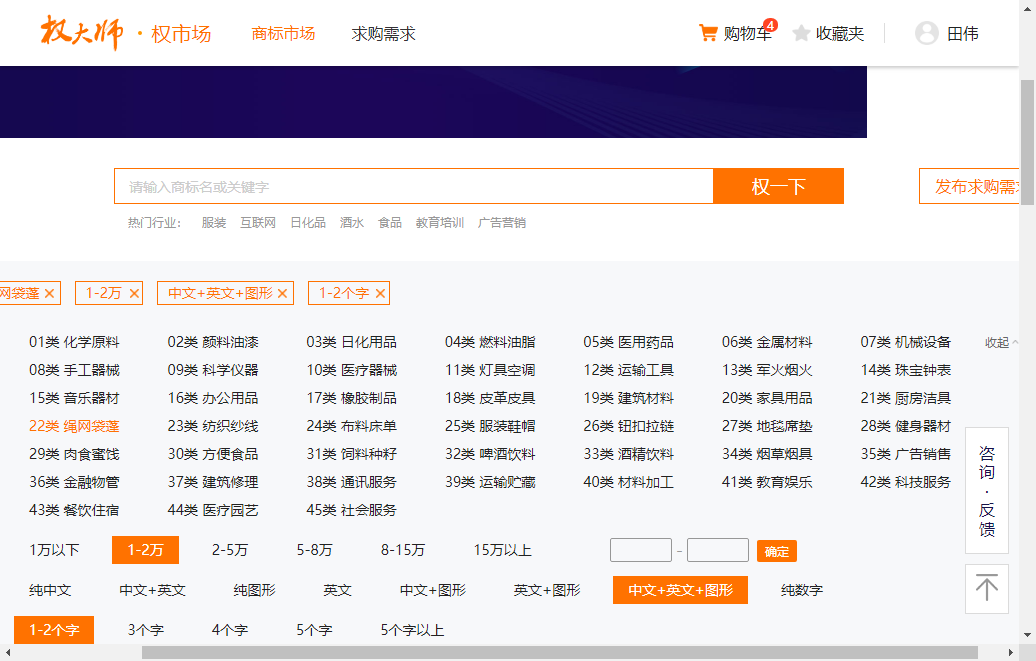 权大师 · 权市场 商标市场 求购需求 购物车 4 收藏夹 田伟
请输入商标名或关键字 权一下 发布求购需求
热门行业: 服装 互联网 日化品 酒水 食品 教育培训 广告营销
网袋蓬 × 1-2万 × 中文+英文+图形 × 1-2个字 ×
01类 化学原料 02类 颜料油漆 03类 日化用品 04类 燃料油脂 05类 医用药品 06类 金属材料 07类 机械设备 收起
08类 手工器械 09类 科学仪器 10类 医疗器械 11类 灯具空调 12类 运输工具 13类 军火烟火 14类 珠宝钟表
15类 音乐器材 16类 办公用品 17类 橡胶制品 18类 皮革皮具 19类 建筑材料 20类 家具用品 21类 厨房洁具
22类 绳网袋蓬 23类 纺织纱线 24类 布料床单 25类 服装鞋帽 26类 钮扣拉链 27类 地毯席垫 28类 健身器材
29类 肉食蜜饯 30类 方便食品 31类 饲料种籽 32类 啤酒饮料 33类 酒精饮料 34类 烟草烟具 35类 广告销售
36类 金融物管 37类 建筑修理 38类 通讯服务 39类 运输贮藏 40类 材料加工 41类 教育娱乐 42类 科技服务
43类 餐饮住宿 44类 医疗园艺 45类 社会服务
1万以下 1-2万 2-5万 5-8万 8-15万 15万以上 - 确定
纯中文 中文+英文 纯图形 英文 中文+图形 英文+图形 中文+英文+图形 纯数字
1-2个字 3个字 4个字 5个字 5个字以上
咨
询
·
反
馈